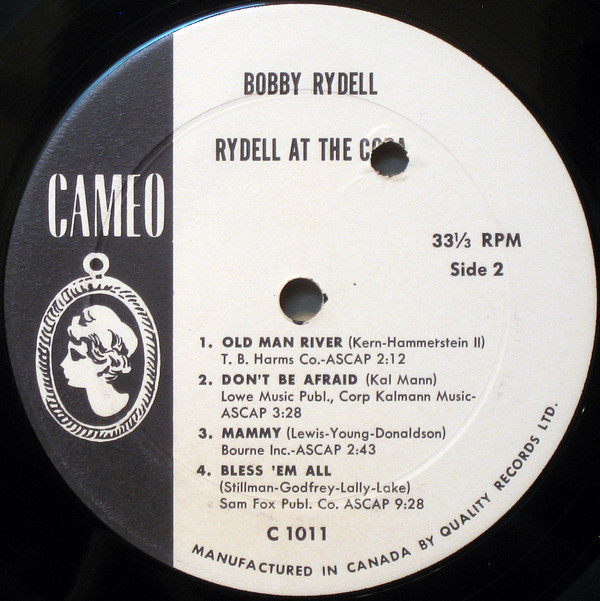 BOBBY RYDELL
RYDELL AT THE
CAMEO
33⅓ RPM
Side 2
1. OLD MAN RIVER (Kern-Hammerstein II)
T. B. Harms Co.-ASCAP 2:12
2. DON'T BE AFRAID (Kal Mann)
Lowe Music Publ., Corp Kalmann Music-
ASCAP 3:28
3. MAMMY (Lewis-Young-Donaldson)
Bourne Inc.-ASCAP 2:43
4. BLESS 'EM ALL
(Stillman-Godfrey-Lally-Lake)
Sam Fox Publ. Co. ASCAP 9:28
C 1011
MANUFACTURED IN CANADA BY QUALITY RECORDS LTD.